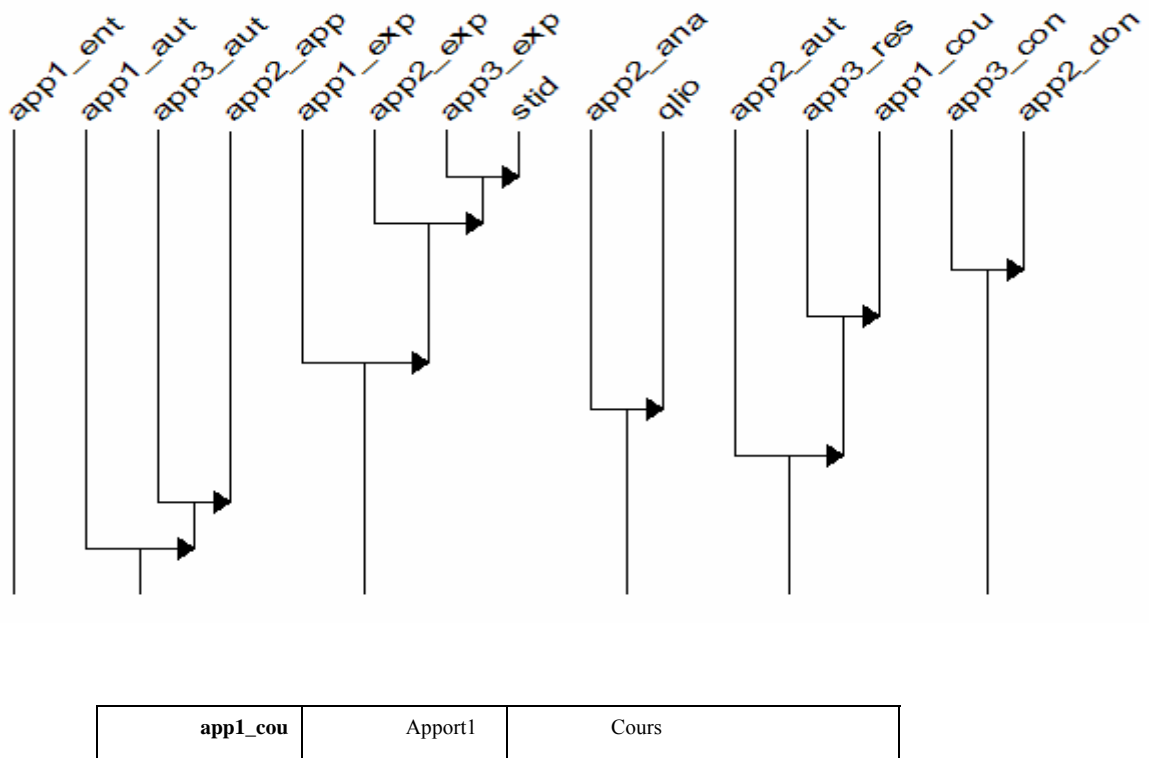 app1_ent
app1_aut
app3_aut
app2_app
app1_exp
app2_exp
app3_exp
stid
app2_ana
qlio
app2_aut
app3_res
app1_cou
app3_con
app2_don
app1_cou Apport1 Cours